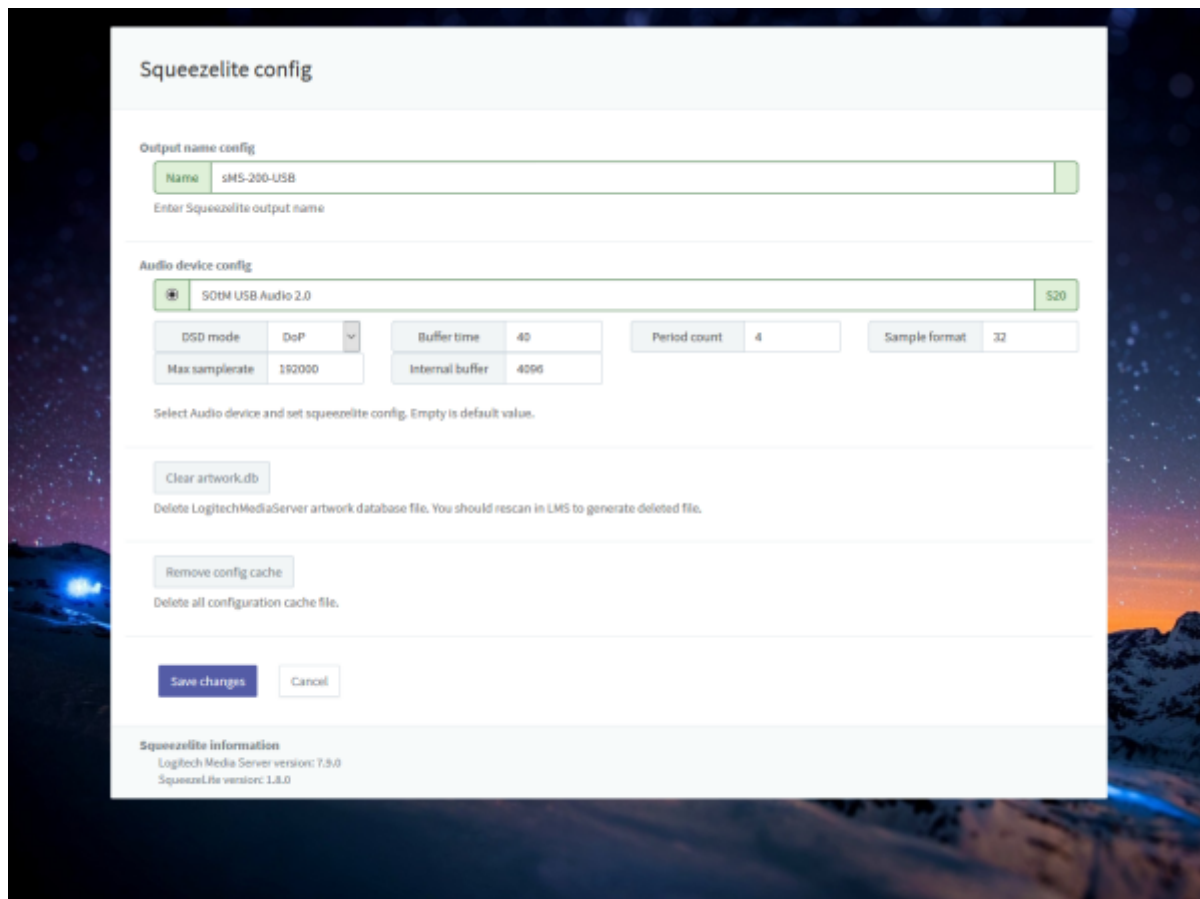 Squeezelite config
Output name config
Name sMS-200-USB
Enter Squeezelite output name
Audio device config
SOtM USB Audio 2.0 S20
DSD mode DoP Buffer time 40 Period count 4 Sample format 32
Max samplerate 192000 Internal buffer 4096
Select Audio device and set squeezelite config. Empty is default value.
Clear artwork.db
Delete LogitechMediaServer artwork database file. You should rescan in LMS to generate deleted file.
Remove config cache
Delete all configuration cache file.
Save changes Cancel
Squeezelite information
Logitech Media Server version: 7.9.0
SqueezeLite version: 1.8.0